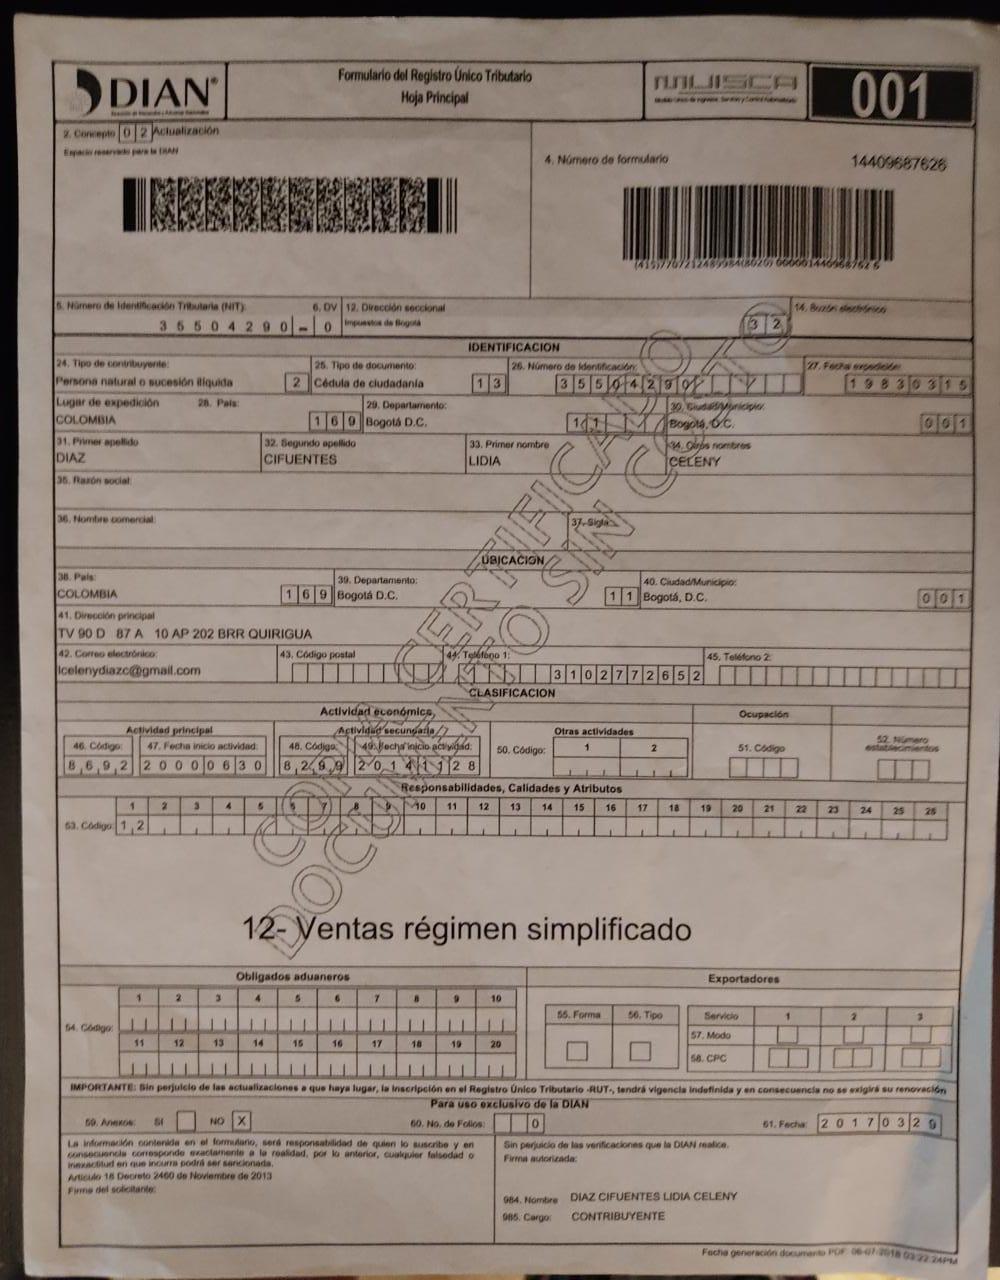 DIAN®
Formulario del Registro Único Tributario
Hoja Principal
MUISCA
001
2. Concepto 0 2 Actualización
Espacio reservado para la DIAN
4. Número de formulario 14409687626
5. Número de Identificación Tributaria (NIT): 6. DV 12. Dirección seccional 14. Buzón electrónico
3 5 5 0 4 2 9 0 - 0 Impuestos de Bogotá 3 2
IDENTIFICACION
24. Tipo de contribuyente: 25. Tipo de documento: 26. Número de Identificación: 27. Fecha expedición:
Persona natural o sucesión ilíquida 2 Cédula de ciudadanía 1 3 3 5 5 0 4 2 9 0 1 9 8 3 0 3 1 5
Lugar de expedición 28. País: 29. Departamento: 30. Ciudad/Municipio:
COLOMBIA 1 6 9 Bogotá D.C. 1 1 Bogotá, D.C. 0 0 1
31. Primer apellido 32. Segundo apellido 33. Primer nombre 34. Otros nombres
DIAZ CIFUENTES LIDIA CELENY
35. Razón social:
36. Nombre comercial: 37. Sigla:
UBICACION
38. País: 39. Departamento: 40. Ciudad/Municipio:
COLOMBIA 1 6 9 Bogotá D.C. 1 1 Bogotá, D.C. 0 0 1
41. Dirección principal
TV 90 D 87 A 10 AP 202 BRR QUIRIGUA
42. Correo electrónico: 43. Código postal 44. Teléfono 1: 45. Teléfono 2:
lcelenydiazc@gmail.com 3 1 0 2 7 7 2 6 5 2
CLASIFICACION
Actividad económica Ocupación
Actividad principal Actividad secundaria Otras actividades 52. Número establecimientos
46. Código: 47. Fecha inicio actividad: 48. Código: 49. Fecha inicio actividad: 50. Código: 1 2 51. Código
8 6 9 2 2 0 0 0 0 6 3 0 8 2 9 9 2 0 1 4 1 1 2 8
Responsabilidades, Calidades y Atributos
1 2 3 4 5 6 7 8 9 10 11 12 13 14 15 16 17 18 19 20 21 22 23 24 25 26
53. Código: 1 2
12- Ventas régimen simplificado
COPIA CERTIFICADO
DOCUMENTO SIN COSTO
Obligados aduaneros Exportadores
1 2 3 4 5 6 7 8 9 10
54. Código:
11 12 13 14 15 16 17 18 19 20
55. Forma 56. Tipo Servicio 1 2 3
57. Modo
58. CPC
IMPORTANTE: Sin perjuicio de las actualizaciones a que haya lugar, la inscripción en el Registro Único Tributario -RUT-, tendrá vigencia indefinida y en consecuencia no se exigirá su renovación
Para uso exclusivo de la DIAN
59. Anexos: SI NO X 60. No. de Folios: 0 61. Fecha: 2 0 1 7 0 3 2 9
La información contenida en el formulario, será responsabilidad de quien lo suscribe y en
consecuencia corresponde exactamente a la realidad, por lo anterior, cualquier falsedad o
inexactitud en que incurra podrá ser sancionada.
Artículo 18 Decreto 2460 de Noviembre de 2013
Firma del solicitante:
Sin perjuicio de las verificaciones que la DIAN realice.
Firma autorizada:
984. Nombre DIAZ CIFUENTES LIDIA CELENY
985. Cargo: CONTRIBUYENTE
Fecha generación documento PDF: 06-07-2018 03:22:24PM